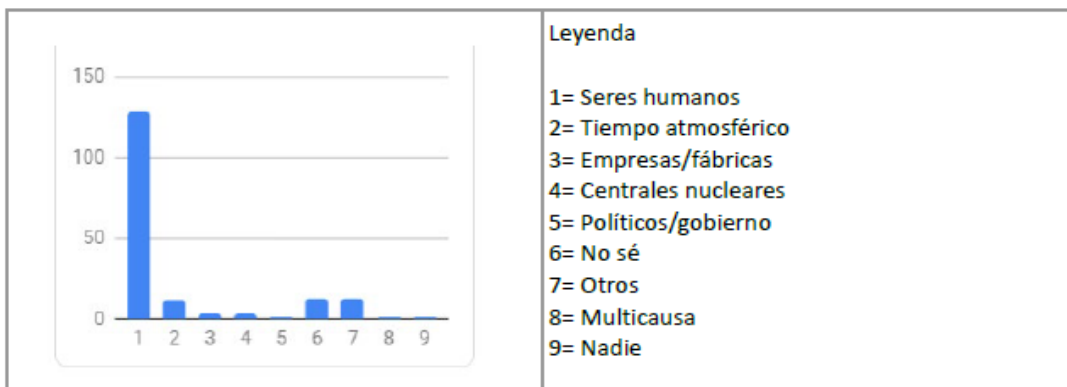 150
100
50
0
1 2 3 4 5 6 7 8 9
Leyenda
1= Seres humanos
2= Tiempo atmosférico
3= Empresas/fábricas
4= Centrales nucleares
5= Políticos/gobierno
6= No sé
7= Otros
8= Multicausa
9= Nadie